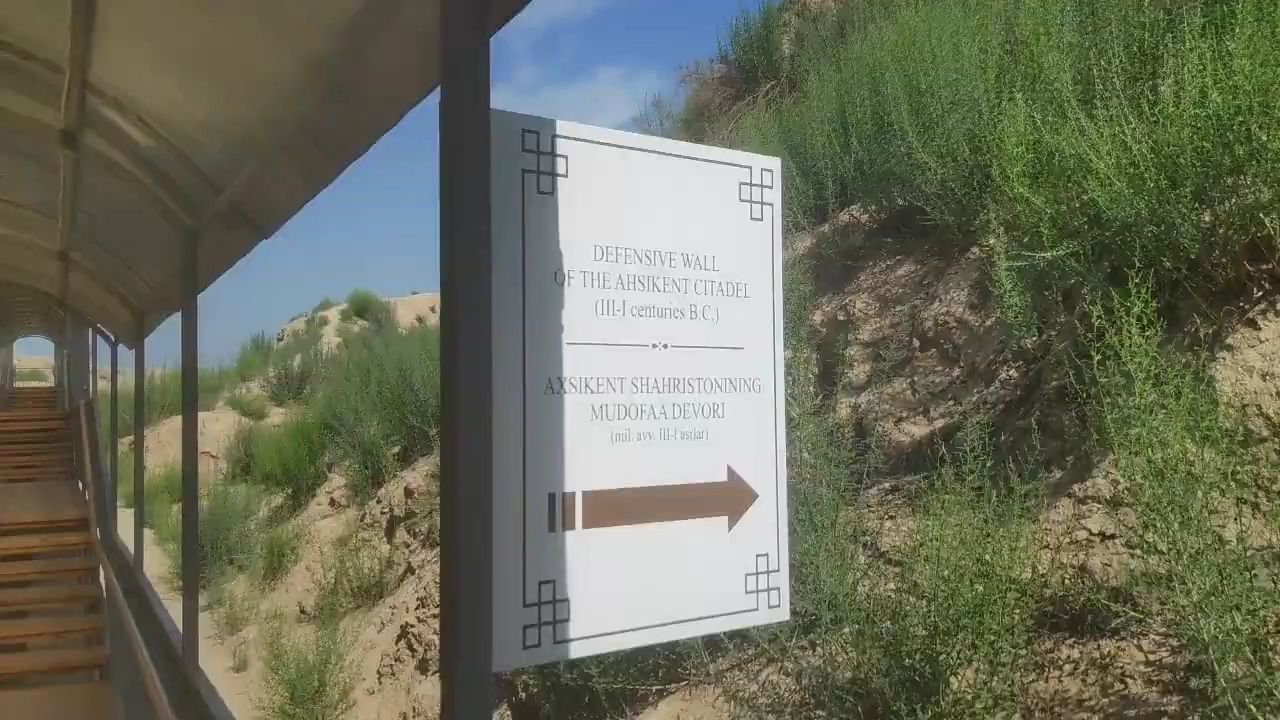 DEFENSIVE WALL
OF THE AHSIKENT CITADEL
(III-I centuries B.C.)
AXSIKENT SHAHRISTONINING
MUDOFAA DEVORI
(mil. avv. III-I asrlar)